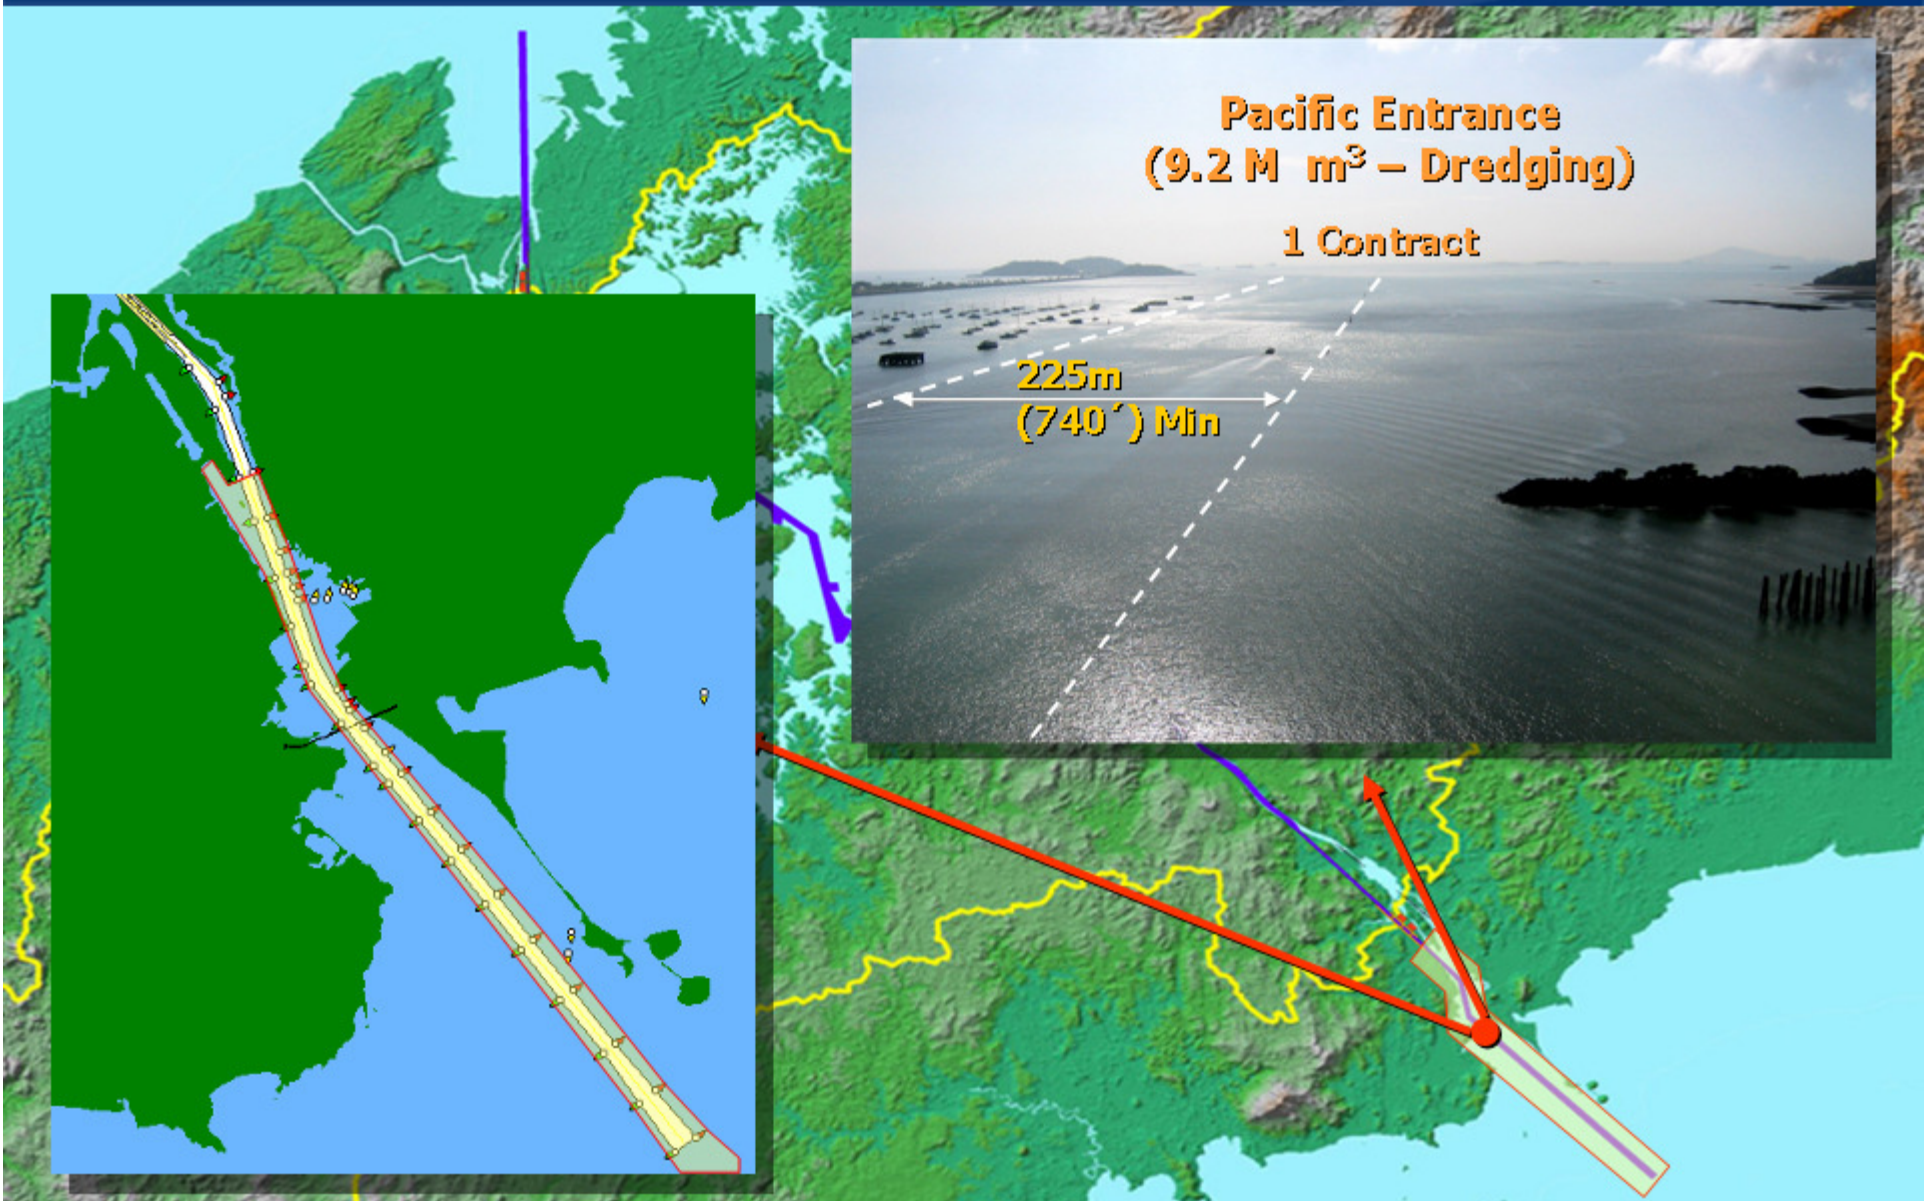 Pacific Entrance
(9.2 M m³ – Dredging)
1 Contract
225m
(740´) Min